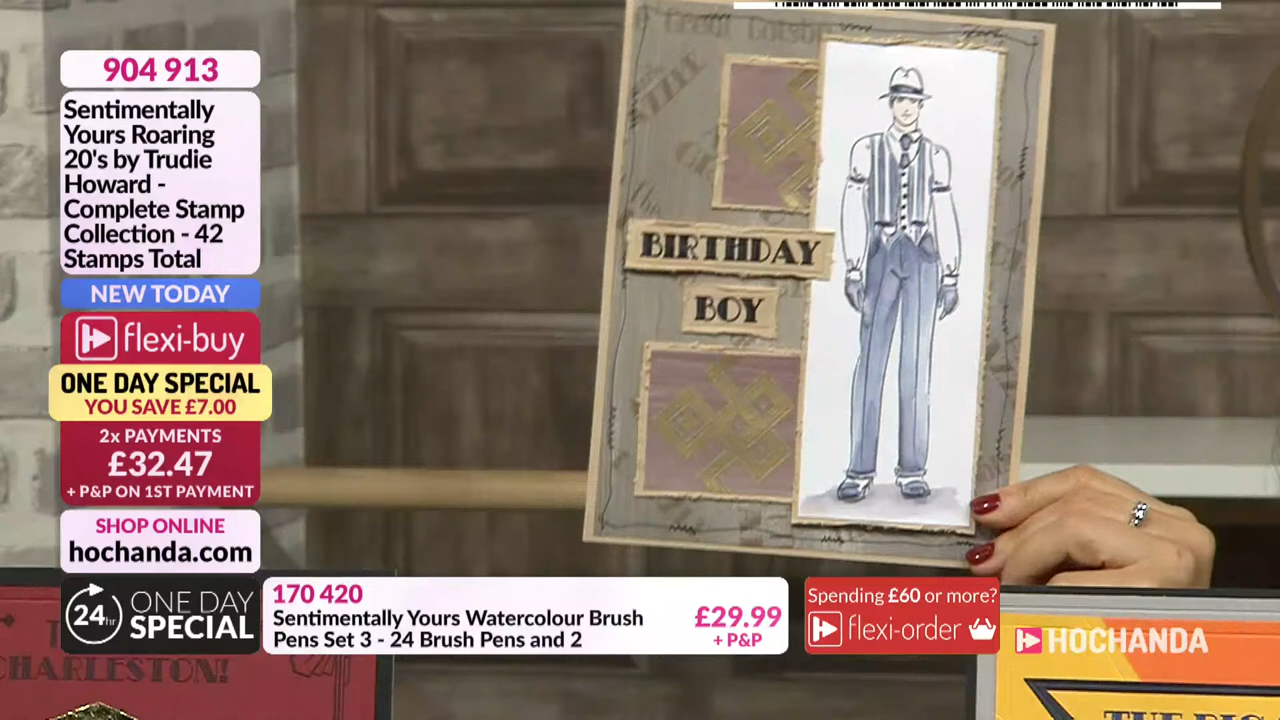 904 913
Sentimentally
Yours Roaring
20's by Trudie
Howard -
Complete Stamp
Collection - 42
Stamps Total
NEW TODAY
flexi-buy
ONE DAY SPECIAL
YOU SAVE £7.00
2x PAYMENTS
£32.47
+ P&P ON 1ST PAYMENT
SHOP ONLINE
hochanda.com
24hr
ONE DAY
SPECIAL
170 420
Sentimentally Yours Watercolour Brush
Pens Set 3 - 24 Brush Pens and 2
£29.99
+ P&P
Spending £60 or more?
flexi-order
HOCHANDA
BIRTHDAY
BOY
CHARLESTON!
THE BIG